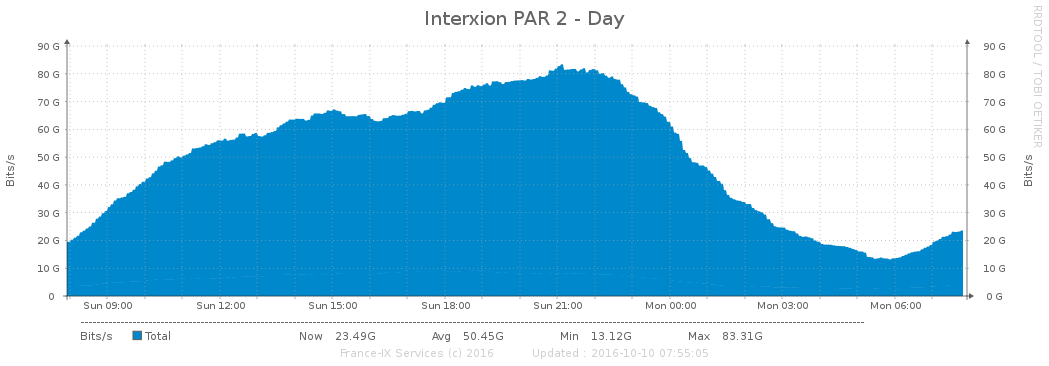 Interxion PAR 2 - Day
RRDTOOL / TOBI OETIKER
Bits/s
90 G
80 G
70 G
60 G
50 G
40 G
30 G
20 G
10 G
0
90 G
80 G
70 G
60 G
50 G
40 G
30 G
20 G
10 G
0 G
Bits/s
Sun 09:00 Sun 12:00 Sun 15:00 Sun 18:00 Sun 21:00 Mon 00:00 Mon 03:00 Mon 06:00
Bits/s Total Now 23.49G Avg 50.45G Min 13.12G Max 83.31G
France-IX Services (c) 2016 Updated : 2016-10-10 07:55:05